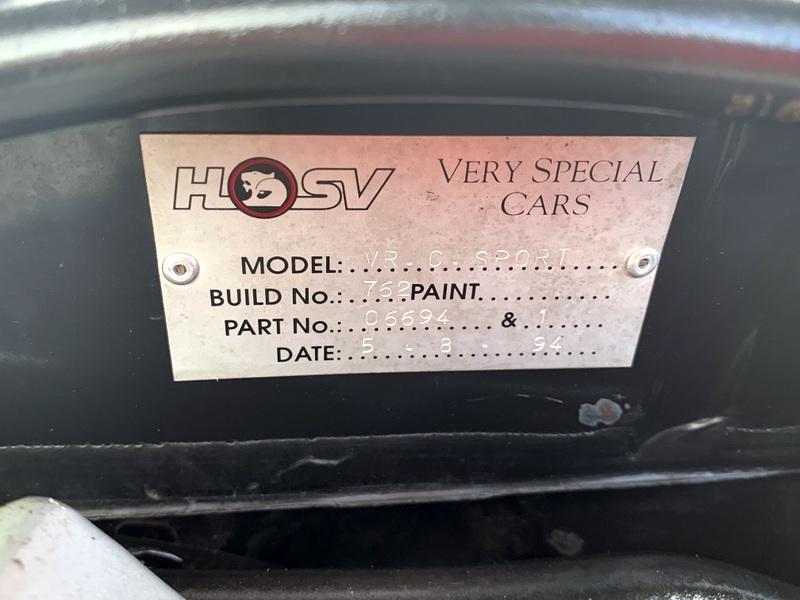 HSV
VERY SPECIAL
CARS
MODEL: VR. C. SPORT
BUILD No.: 762 PAINT
PART No.: 06694 & 1
DATE: 5 - 8 - 94